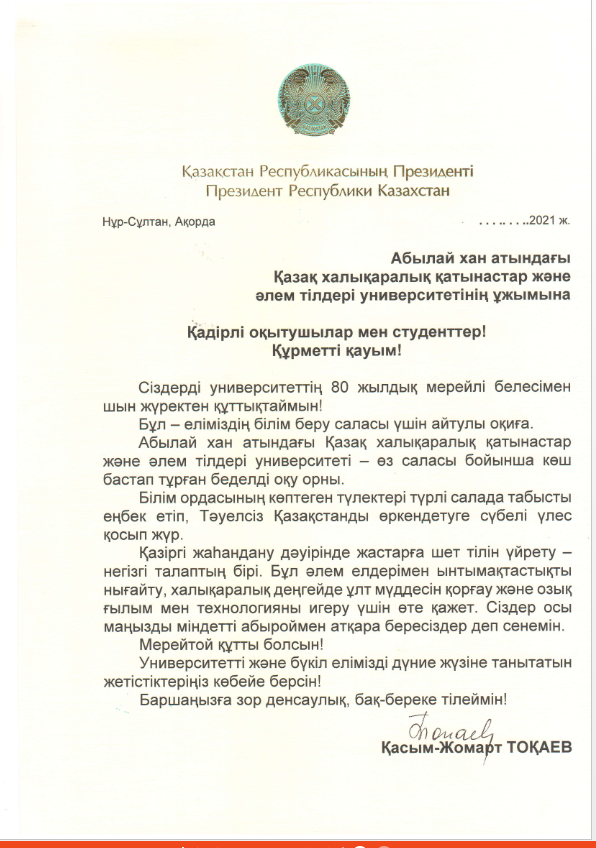 Қазақстан Республикасының Президенті
Президент Республики Казахстан
Нұр-Сұлтан, Ақорда
. . . . .. . . ..2021 ж.
Абылай хан атындағы
Қазақ халықаралық қатынастар және
әлем тілдері университетінің ұжымына
Қадірлі оқытушылар мен студенттер!
Құрметті қауым!
Сіздерді университеттің 80 жылдық мерейлі белесімен
шын жүректен құттықтаймын!
Бұл – еліміздің білім беру саласы үшін айтулы оқиға.
Абылай хан атындағы Қазақ халықаралық қатынастар
және әлем тілдері университеті – өз саласы бойынша көш
бастап тұрған беделді оқу орны.
Білім ордасының көптеген түлектері түрлі салада табысты
еңбек етіп, Тәуелсіз Қазақстанды өркендетуге сүбелі үлес
қосып жүр.
Қазіргі жаһандану дәуірінде жастарға шет тілін үйрету –
негізгі талаптың бірі. Бұл әлем елдерімен ынтымақтастықты
нығайту, халықаралық деңгейде ұлт мүддесін қорғау және озық
ғылым мен технологияны игеру үшін өте қажет. Сіздер осы
маңызды міндетті абыроймен атқара бересіздер деп сенемін.
Мерейтой құтты болсын!
Университетті және бүкіл елімізді дүние жүзіне танытатын
жетістіктеріңіз көбейе берсін!
Баршаңызға зор денсаулық, бақ-береке тілеймін!
Қасым-Жомарт ТОҚАЕВ